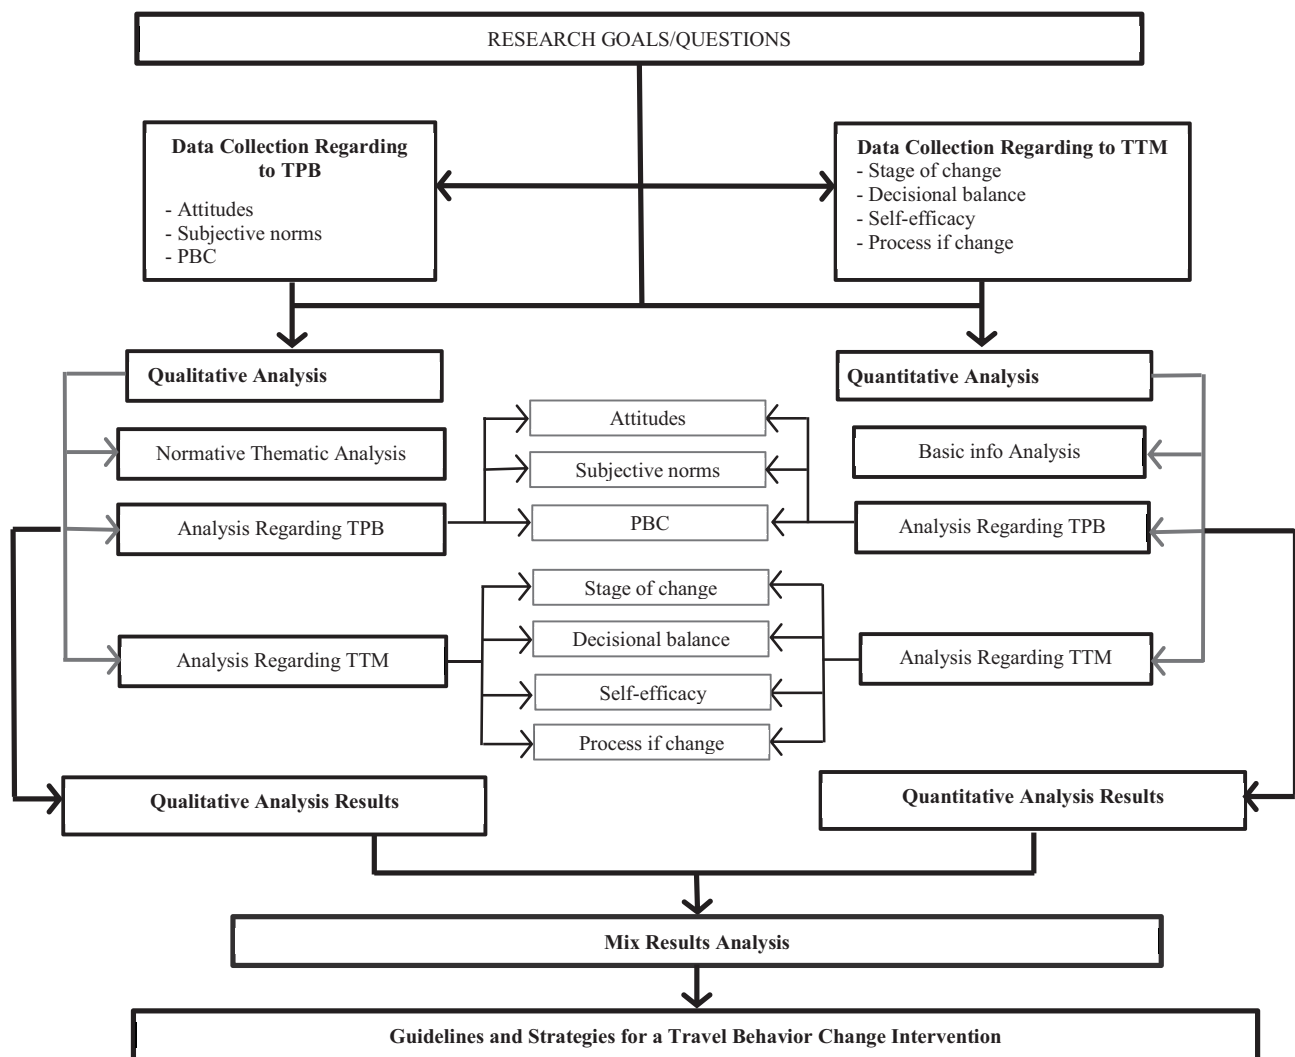 RESEARCH GOALS/QUESTIONS
Data Collection Regarding
to TPB
- Attitudes
- Subjective norms
- PBC
Data Collection Regarding to TTM
- Stage of change
- Decisional balance
- Self-efficacy
- Process if change
Qualitative Analysis
Quantitative Analysis
Normative Thematic Analysis
Analysis Regarding TPB
Analysis Regarding TTM
Attitudes
Subjective norms
PBC
Stage of change
Decisional balance
Self-efficacy
Process if change
Basic info Analysis
Analysis Regarding TPB
Analysis Regarding TTM
Qualitative Analysis Results
Quantitative Analysis Results
Mix Results Analysis
Guidelines and Strategies for a Travel Behavior Change Intervention